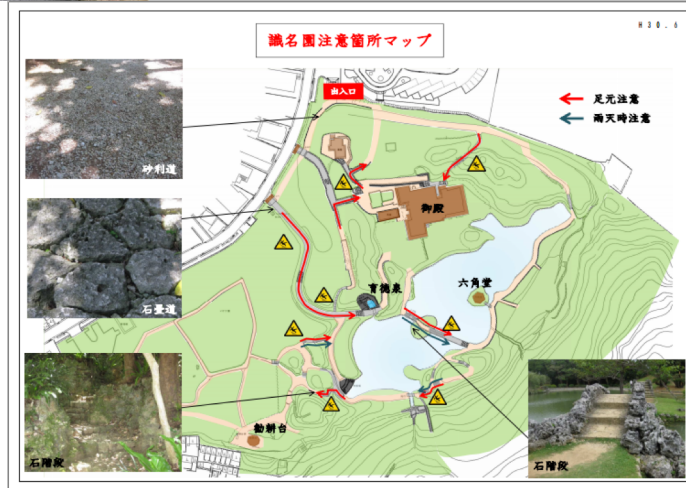 H30.6
識名園注意箇所マップ
出入口
足元注意
雨天時注意
砂利道
御殿
石畳道
育徳泉
六角堂
勧耕台
石階段
石階段